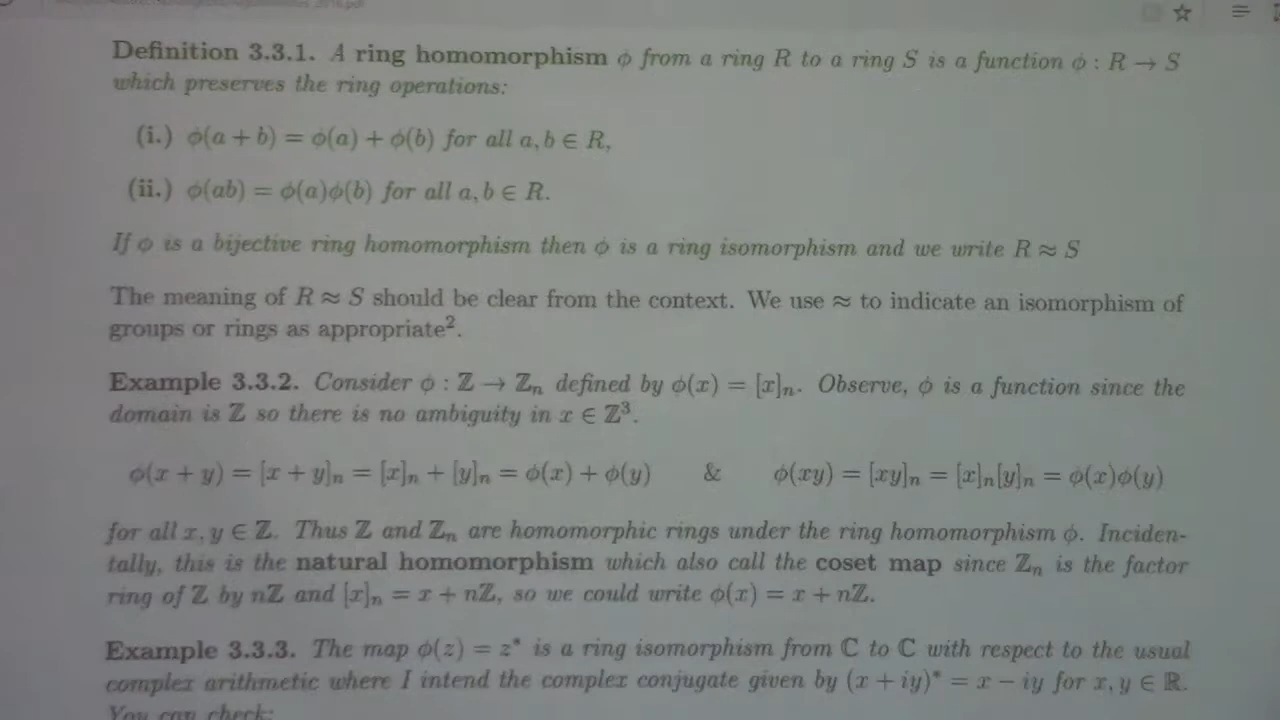 Definition 3.3.1. A ring homomorphism ϕ from a ring R to a ring S is a function ϕ : R → S
which preserves the ring operations:
(i.) ϕ(a + b) = ϕ(a) + ϕ(b) for all a, b ∈ R,
(ii.) ϕ(ab) = ϕ(a)ϕ(b) for all a, b ∈ R.
If ϕ is a bijective ring homomorphism then ϕ is a ring isomorphism and we write R ≈ S
The meaning of R ≈ S should be clear from the context. We use ≈ to indicate an isomorphism of
groups or rings as appropriate².
Example 3.3.2. Consider ϕ : ℤ → ℤₙ defined by ϕ(x) = [x]ₙ. Observe, ϕ is a function since the
domain is ℤ so there is no ambiguity in x ∈ ℤ³.
ϕ(x + y) = [x + y]ₙ = [x]ₙ + [y]ₙ = ϕ(x) + ϕ(y) & ϕ(xy) = [xy]ₙ = [x]ₙ[y]ₙ = ϕ(x)ϕ(y)
for all x, y ∈ ℤ. Thus ℤ and ℤₙ are homomorphic rings under the ring homomorphism ϕ. Inciden-
tally, this is the natural homomorphism which also call the coset map since ℤₙ is the factor
ring of ℤ by nℤ and [x]ₙ = x + nℤ, so we could write ϕ(x) = x + nℤ.
Example 3.3.3. The map ϕ(z) = z* is a ring isomorphism from ℂ to ℂ with respect to the usual
complex arithmetic where I intend the complex conjugate given by (x + iy)* = x − iy for x, y ∈ ℝ.
You can check: